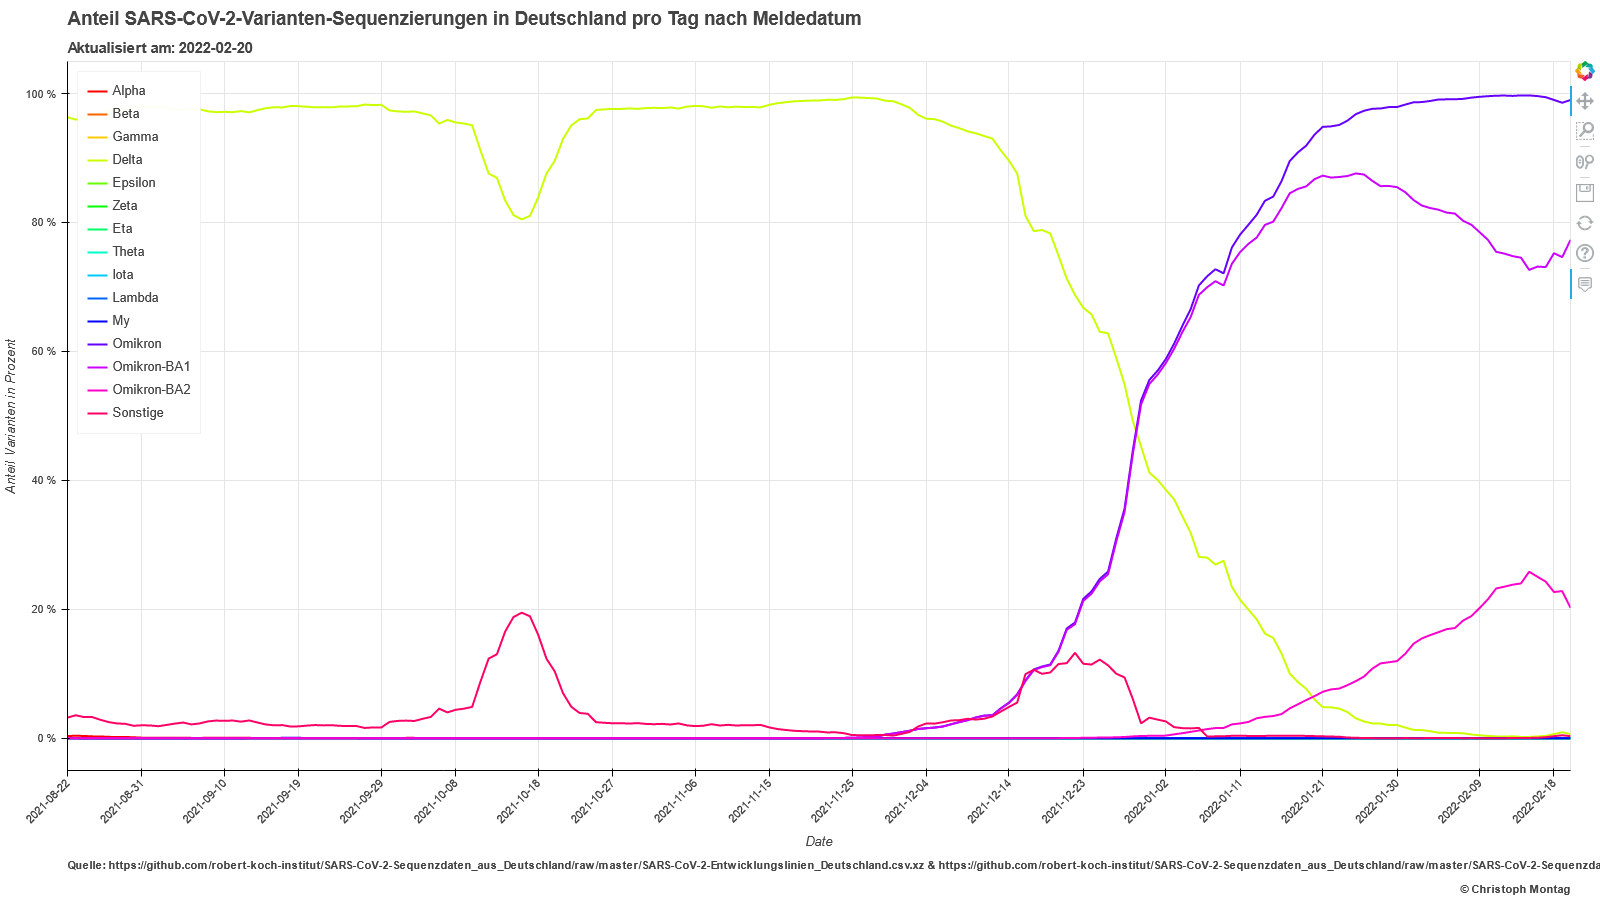 Anteil SARS-CoV-2-Varianten-Sequenzierungen in Deutschland pro Tag nach Meldedatum
Aktualisiert am: 2022-02-20
Alpha
Beta
Gamma
Delta
Epsilon
Zeta
Eta
Theta
Iota
Lambda
My
Omikron
Omikron-BA1
Omikron-BA2
Sonstige
100 %
80 %
60 %
40 %
20 %
0 %
Anteil Varianten in Prozent
2021-08-22
2021-08-31
2021-09-10
2021-09-19
2021-09-29
2021-10-08
2021-10-18
2021-10-27
2021-11-06
2021-11-15
2021-11-25
2021-12-04
2021-12-14
2021-12-23
2022-01-02
2022-01-11
2022-01-21
2022-01-30
2022-02-09
2022-02-18
Date
Quelle: https://github.com/robert-koch-institut/SARS-CoV-2-Sequenzdaten_aus_Deutschland/raw/master/SARS-CoV-2-Entwicklungslinien_Deutschland.csv.xz & https://github.com/robert-koch-institut/SARS-CoV-2-Sequenzdaten_aus_Deutschland/raw/master/SARS-CoV-2-Sequenzda
© Christoph Montag